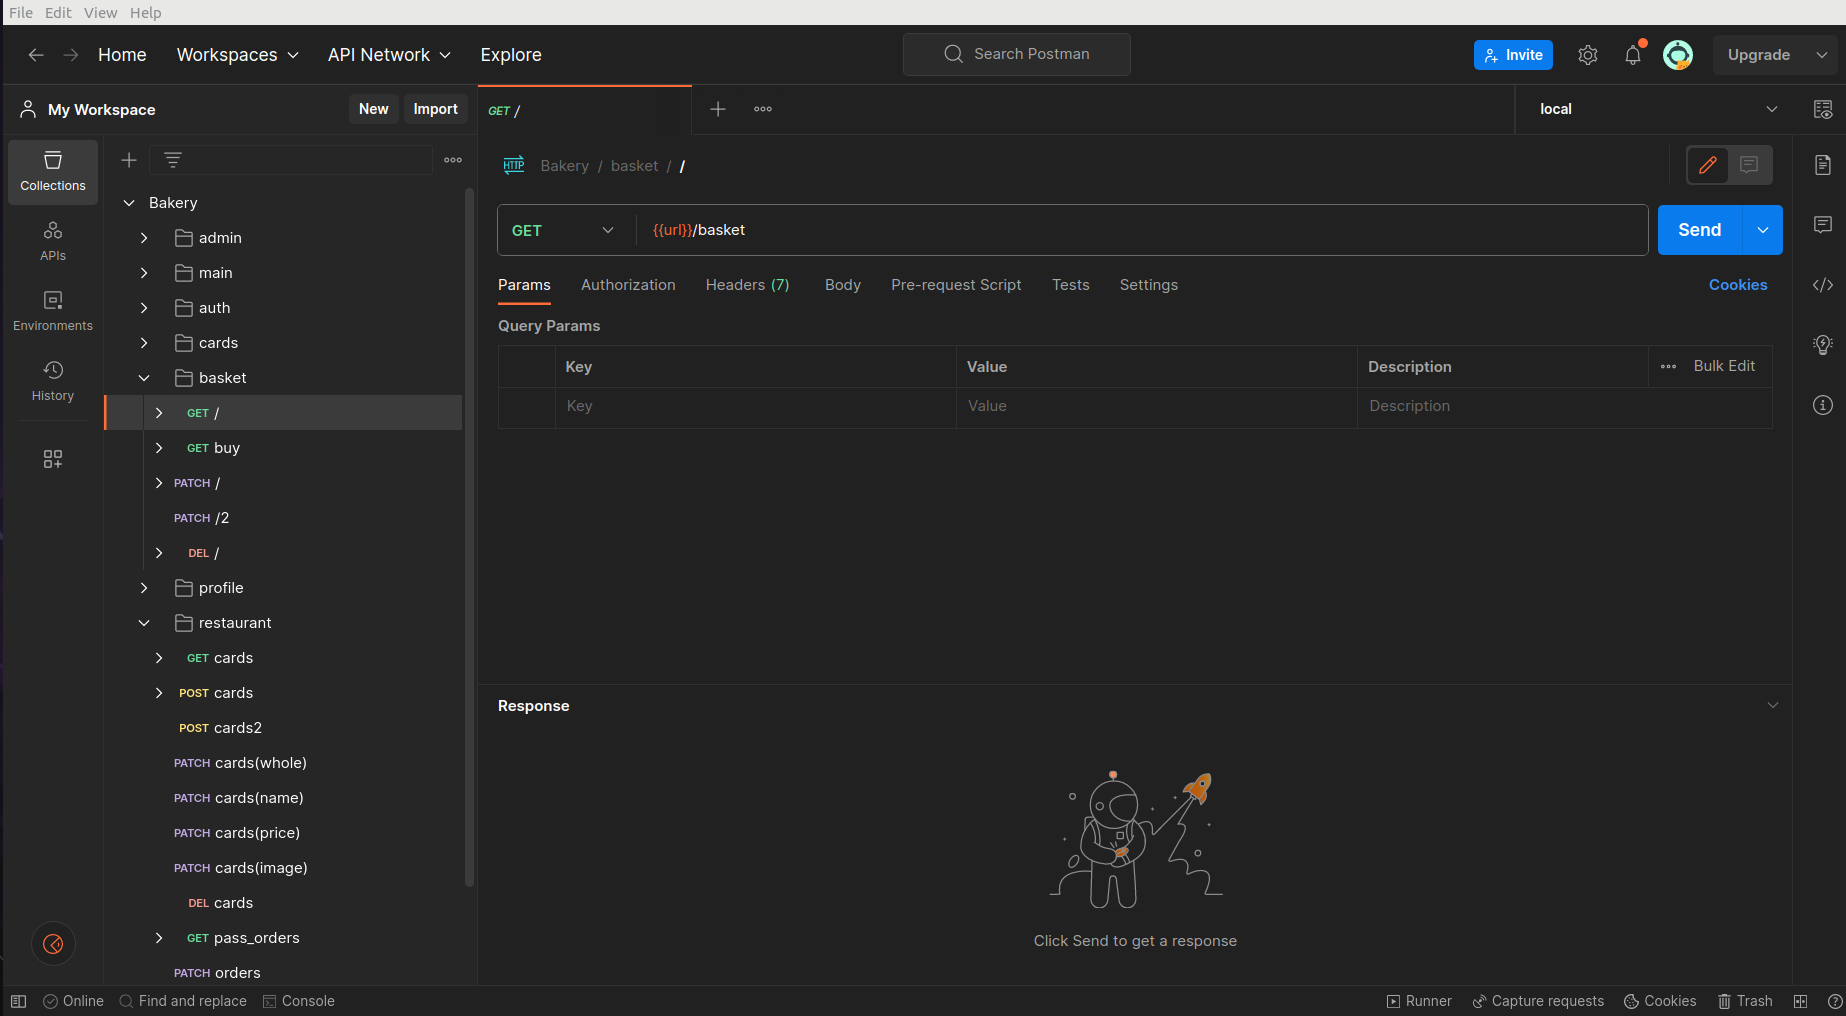 File Edit View Help
Home Workspaces API Network Explore Search Postman Invite Upgrade
My Workspace New Import GET / local
Collections
APIs
Environments
History
Bakery
admin
main
auth
cards
basket
GET /
GET buy
PATCH /
PATCH /2
DEL /
profile
restaurant
GET cards
POST cards
POST cards2
PATCH cards(whole)
PATCH cards(name)
PATCH cards(price)
PATCH cards(image)
DEL cards
GET pass_orders
PATCH orders
HTTP Bakery / basket / /
GET {{url}}/basket Send
Params Authorization Headers (7) Body Pre-request Script Tests Settings Cookies
Query Params
Key Value Description Bulk Edit
Key Value Description
Response
Click Send to get a response
Online Find and replace Console Runner Capture requests Cookies Trash